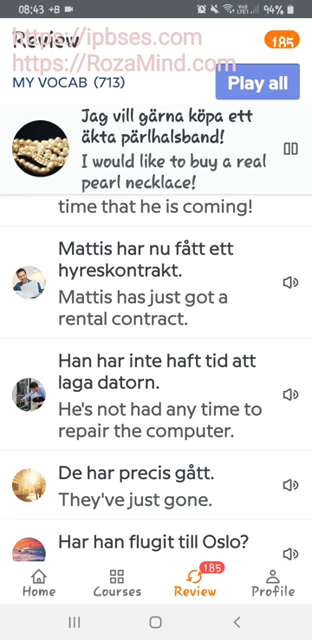 08:43 +B
94%
https://ipbses.com
Review
185
https://RozaMind.com
MY VOCAB (713)
Play all
Jag vill gärna köpa ett
äkta pärlhalsband!
I would like to buy a real
pearl necklace!
time that he is coming!
Mattis har nu fått ett
hyreskontrakt.
Mattis has just got a
rental contract.
Han har inte haft tid att
laga datorn.
He's not had any time to
repair the computer.
De har precis gått.
They've just gone.
Har han flugit till Oslo?
185
Home
Courses
Review
Profile